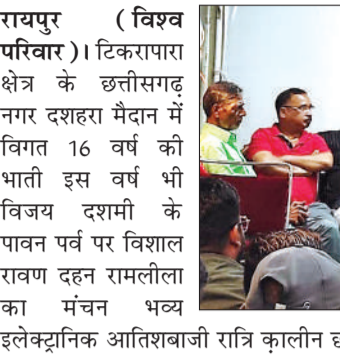 रायपुर (विश्व
परिवार)। टिकरापारा
क्षेत्र के छत्तीसगढ़
नगर दशहरा मैदान में
विगत 16 वर्ष की
भाती इस वर्ष भी
विजय दशमी के
पावन पर्व पर विशाल
रावण दहन रामलीला
का मंचन भव्य
इलेक्ट्रानिक आतिशबाजी रात्रि कालीन